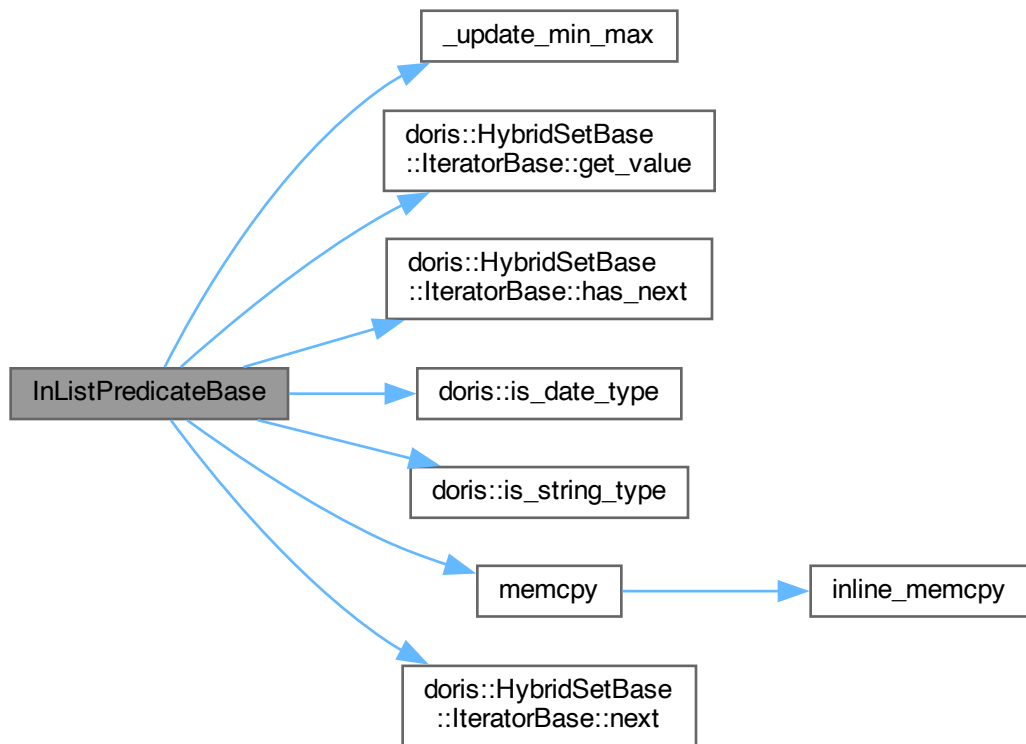 _update_min_max
doris::HybridSetBase
::IteratorBase::get_value
doris::HybridSetBase
::IteratorBase::has_next
InListPredicateBase
doris::is_date_type
doris::is_string_type
memcpy
inline_memcpy
doris::HybridSetBase
::IteratorBase::next